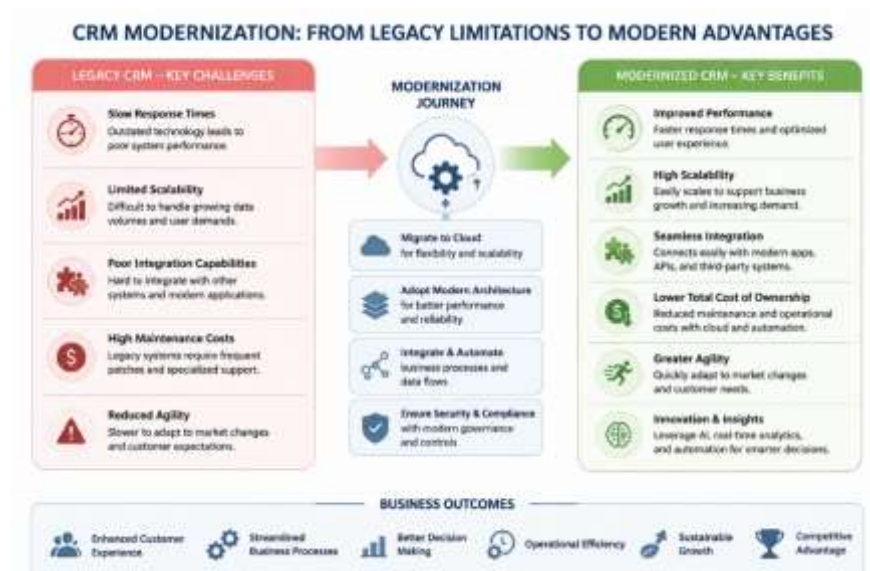 CRM MODERNIZATION: FROM LEGACY LIMITATIONS TO MODERN ADVANTAGES
LEGACY CRM – KEY CHALLENGES
Slow Response Times
Outdated technology leads to
poor system performance.
Limited Scalability
Difficult to handle growing data
volumes and user demands.
Poor Integration Capabilities
Hard to integrate with other
systems and modern applications.
High Maintenance Costs
Legacy systems require frequent
patches and specialized support.
Reduced Agility
Slower to adapt to market changes
and customer expectations.
MODERNIZATION
JOURNEY
Migrate to Cloud
for flexibility and scalability
Adopt Modern Architecture
for better performance
and reliability
Integrate & Automate
business processes and
data flows
Ensure Security & Compliance
with modern governance
and controls
MODERNIZED CRM – KEY BENEFITS
Improved Performance
Faster response times and optimized
user experience.
High Scalability
Easily scales to support business
growth and increasing demand.
Seamless Integration
Connects easily with modern apps,
APIs, and third-party systems.
Lower Total Cost of Ownership
Reduced maintenance and operational
costs with cloud and automation.
Greater Agility
Quickly adapt to market changes
and customer needs.
Innovation & Insights
Leverage AI, real-time analytics,
and automation for smarter decisions.
BUSINESS OUTCOMES
Enhanced Customer
Experience
Streamlined
Business Processes
Better Decision
Making
Operational Efficiency
Sustainable
Growth
Competitive
Advantage